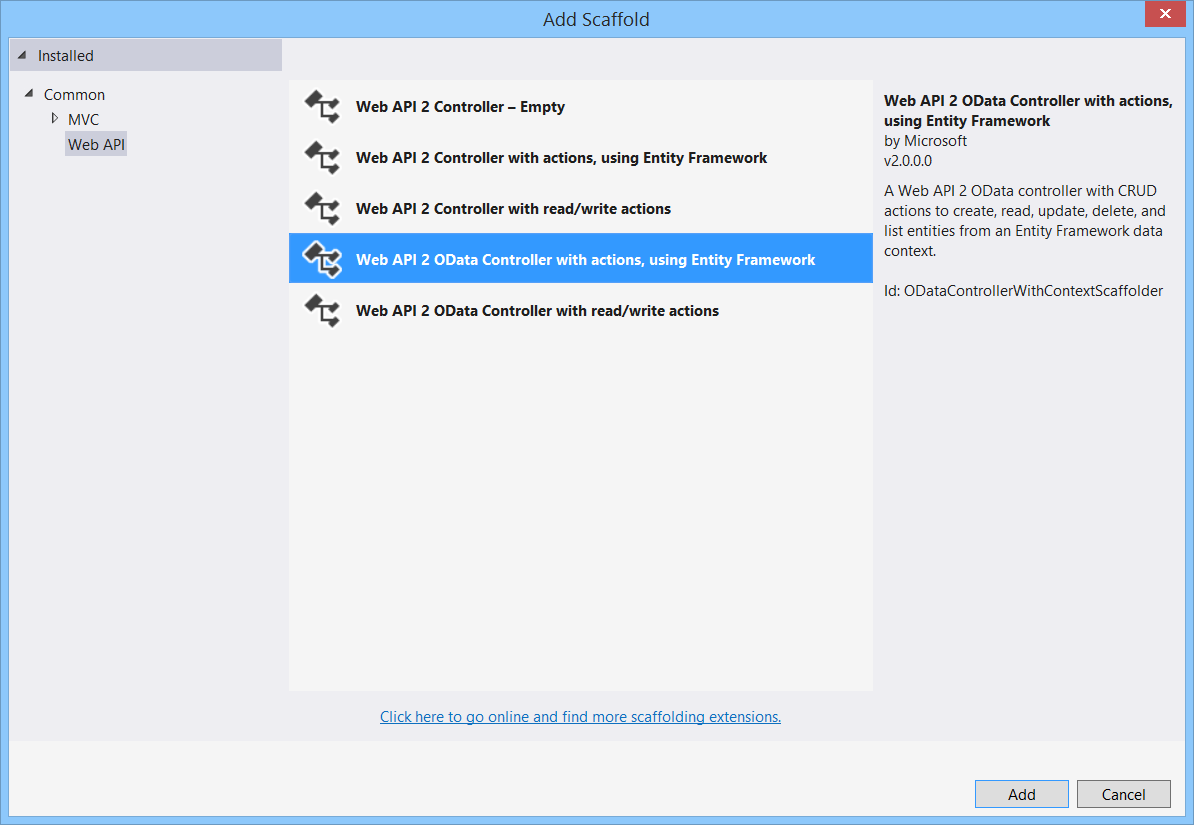 Add Scaffold
Installed
Common
MVC
Web API
Web API 2 Controller – Empty
Web API 2 Controller with actions, using Entity Framework
Web API 2 Controller with read/write actions
Web API 2 OData Controller with actions, using Entity Framework
Web API 2 OData Controller with read/write actions
Click here to go online and find more scaffolding extensions.
Web API 2 OData Controller with actions,
using Entity Framework
by Microsoft
v2.0.0.0
A Web API 2 OData controller with CRUD
actions to create, read, update, delete, and
list entities from an Entity Framework data
context.
Id: ODataControllerWithContextScaffolder
Add
Cancel